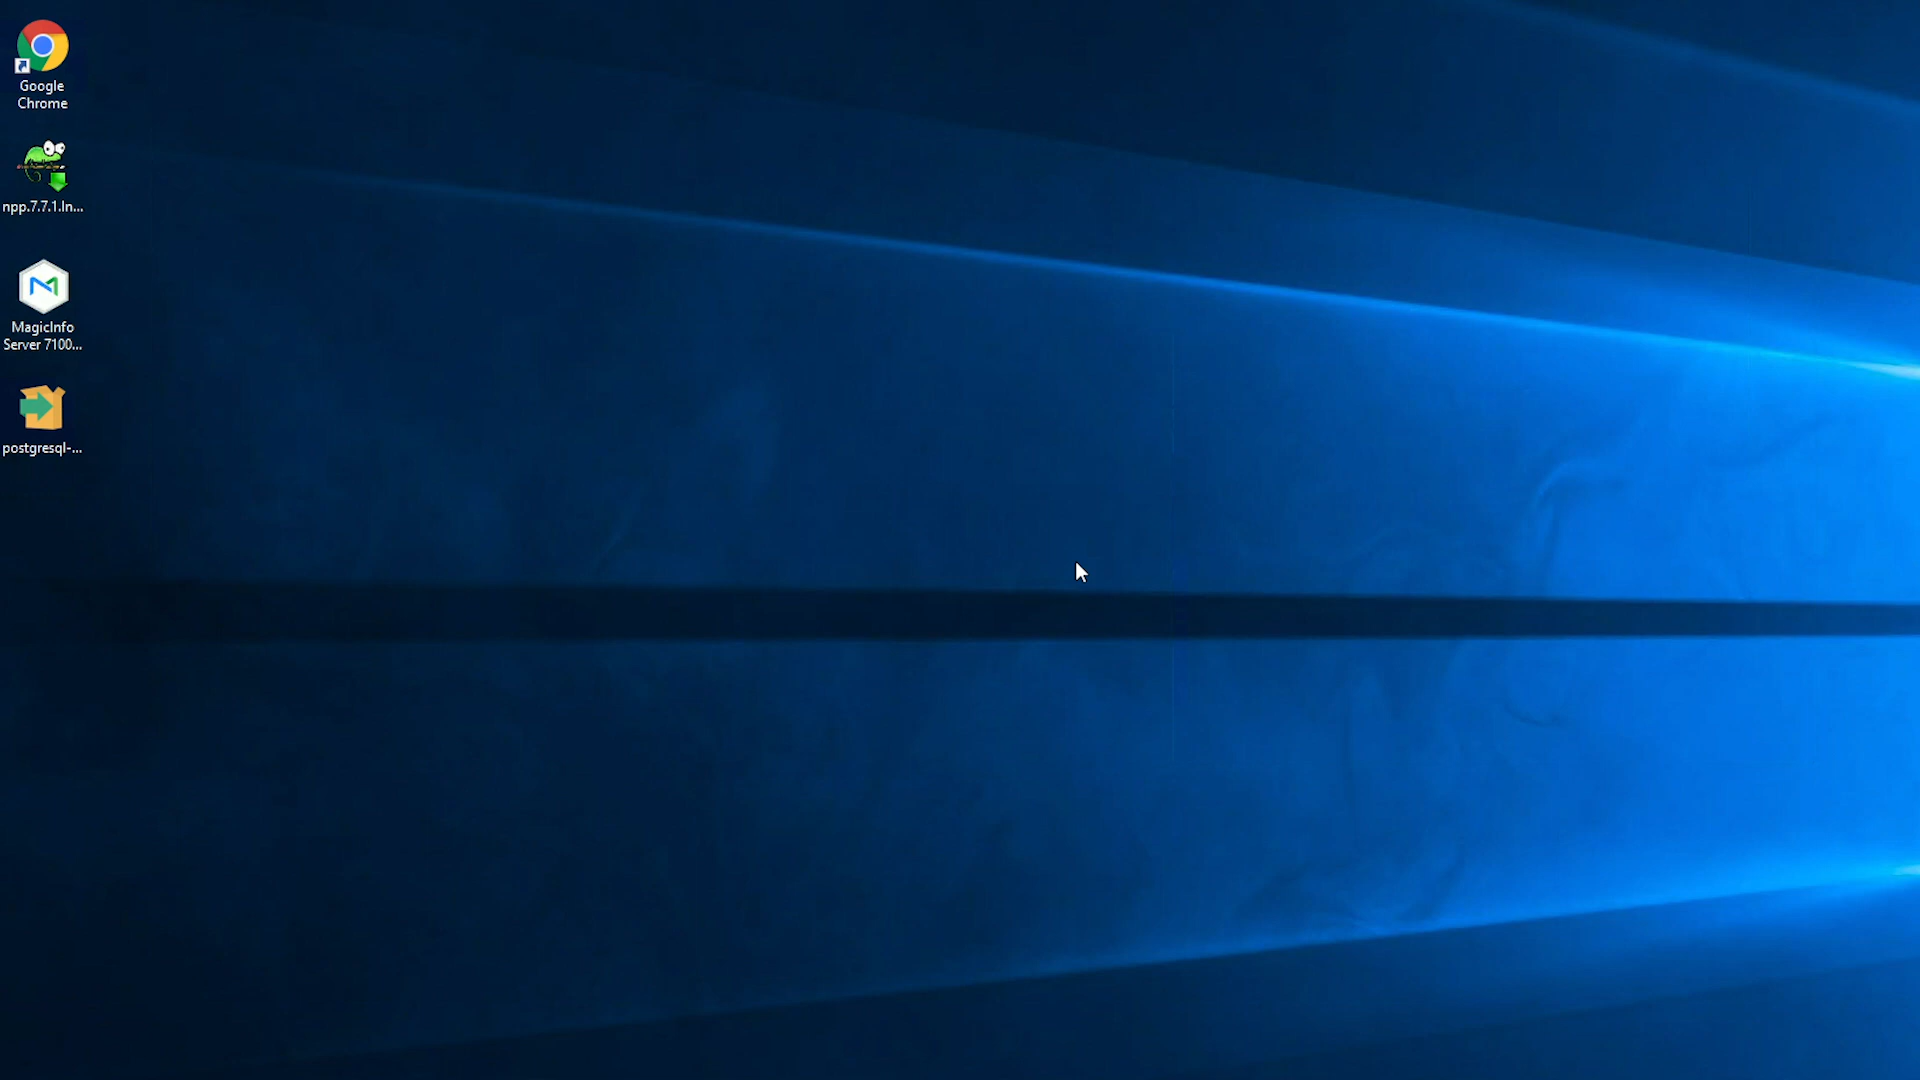 Google
Chrome
npp.7.7.1.In...
MagicInfo
Server 7100...
postgresql-...